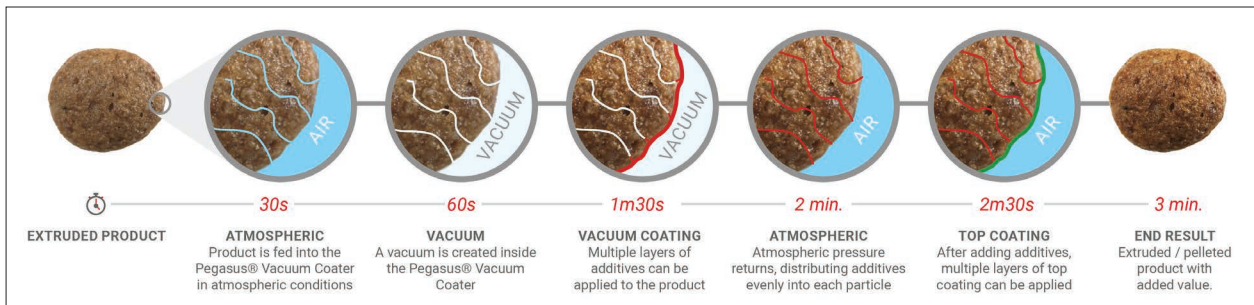 AIR
VACUUM
VACUUM
AIR
AIR
30s
60s
1m30s
2 min.
2m30s
3 min.
EXTRUDED PRODUCT
ATMOSPHERIC
Product is fed into the
Pegasus® Vacuum Coater
in atmospheric conditions
VACUUM
A vacuum is created inside
the Pegasus® Vacuum
Coater
VACUUM COATING
Multiple layers of
additives can be
applied to the product
ATMOSPHERIC
Atmospheric pressure
returns, distributing additives
evenly into each particle
TOP COATING
After adding additives,
multiple layers of top
coating can be applied
END RESULT
Extruded / pelleted
product with
added value.